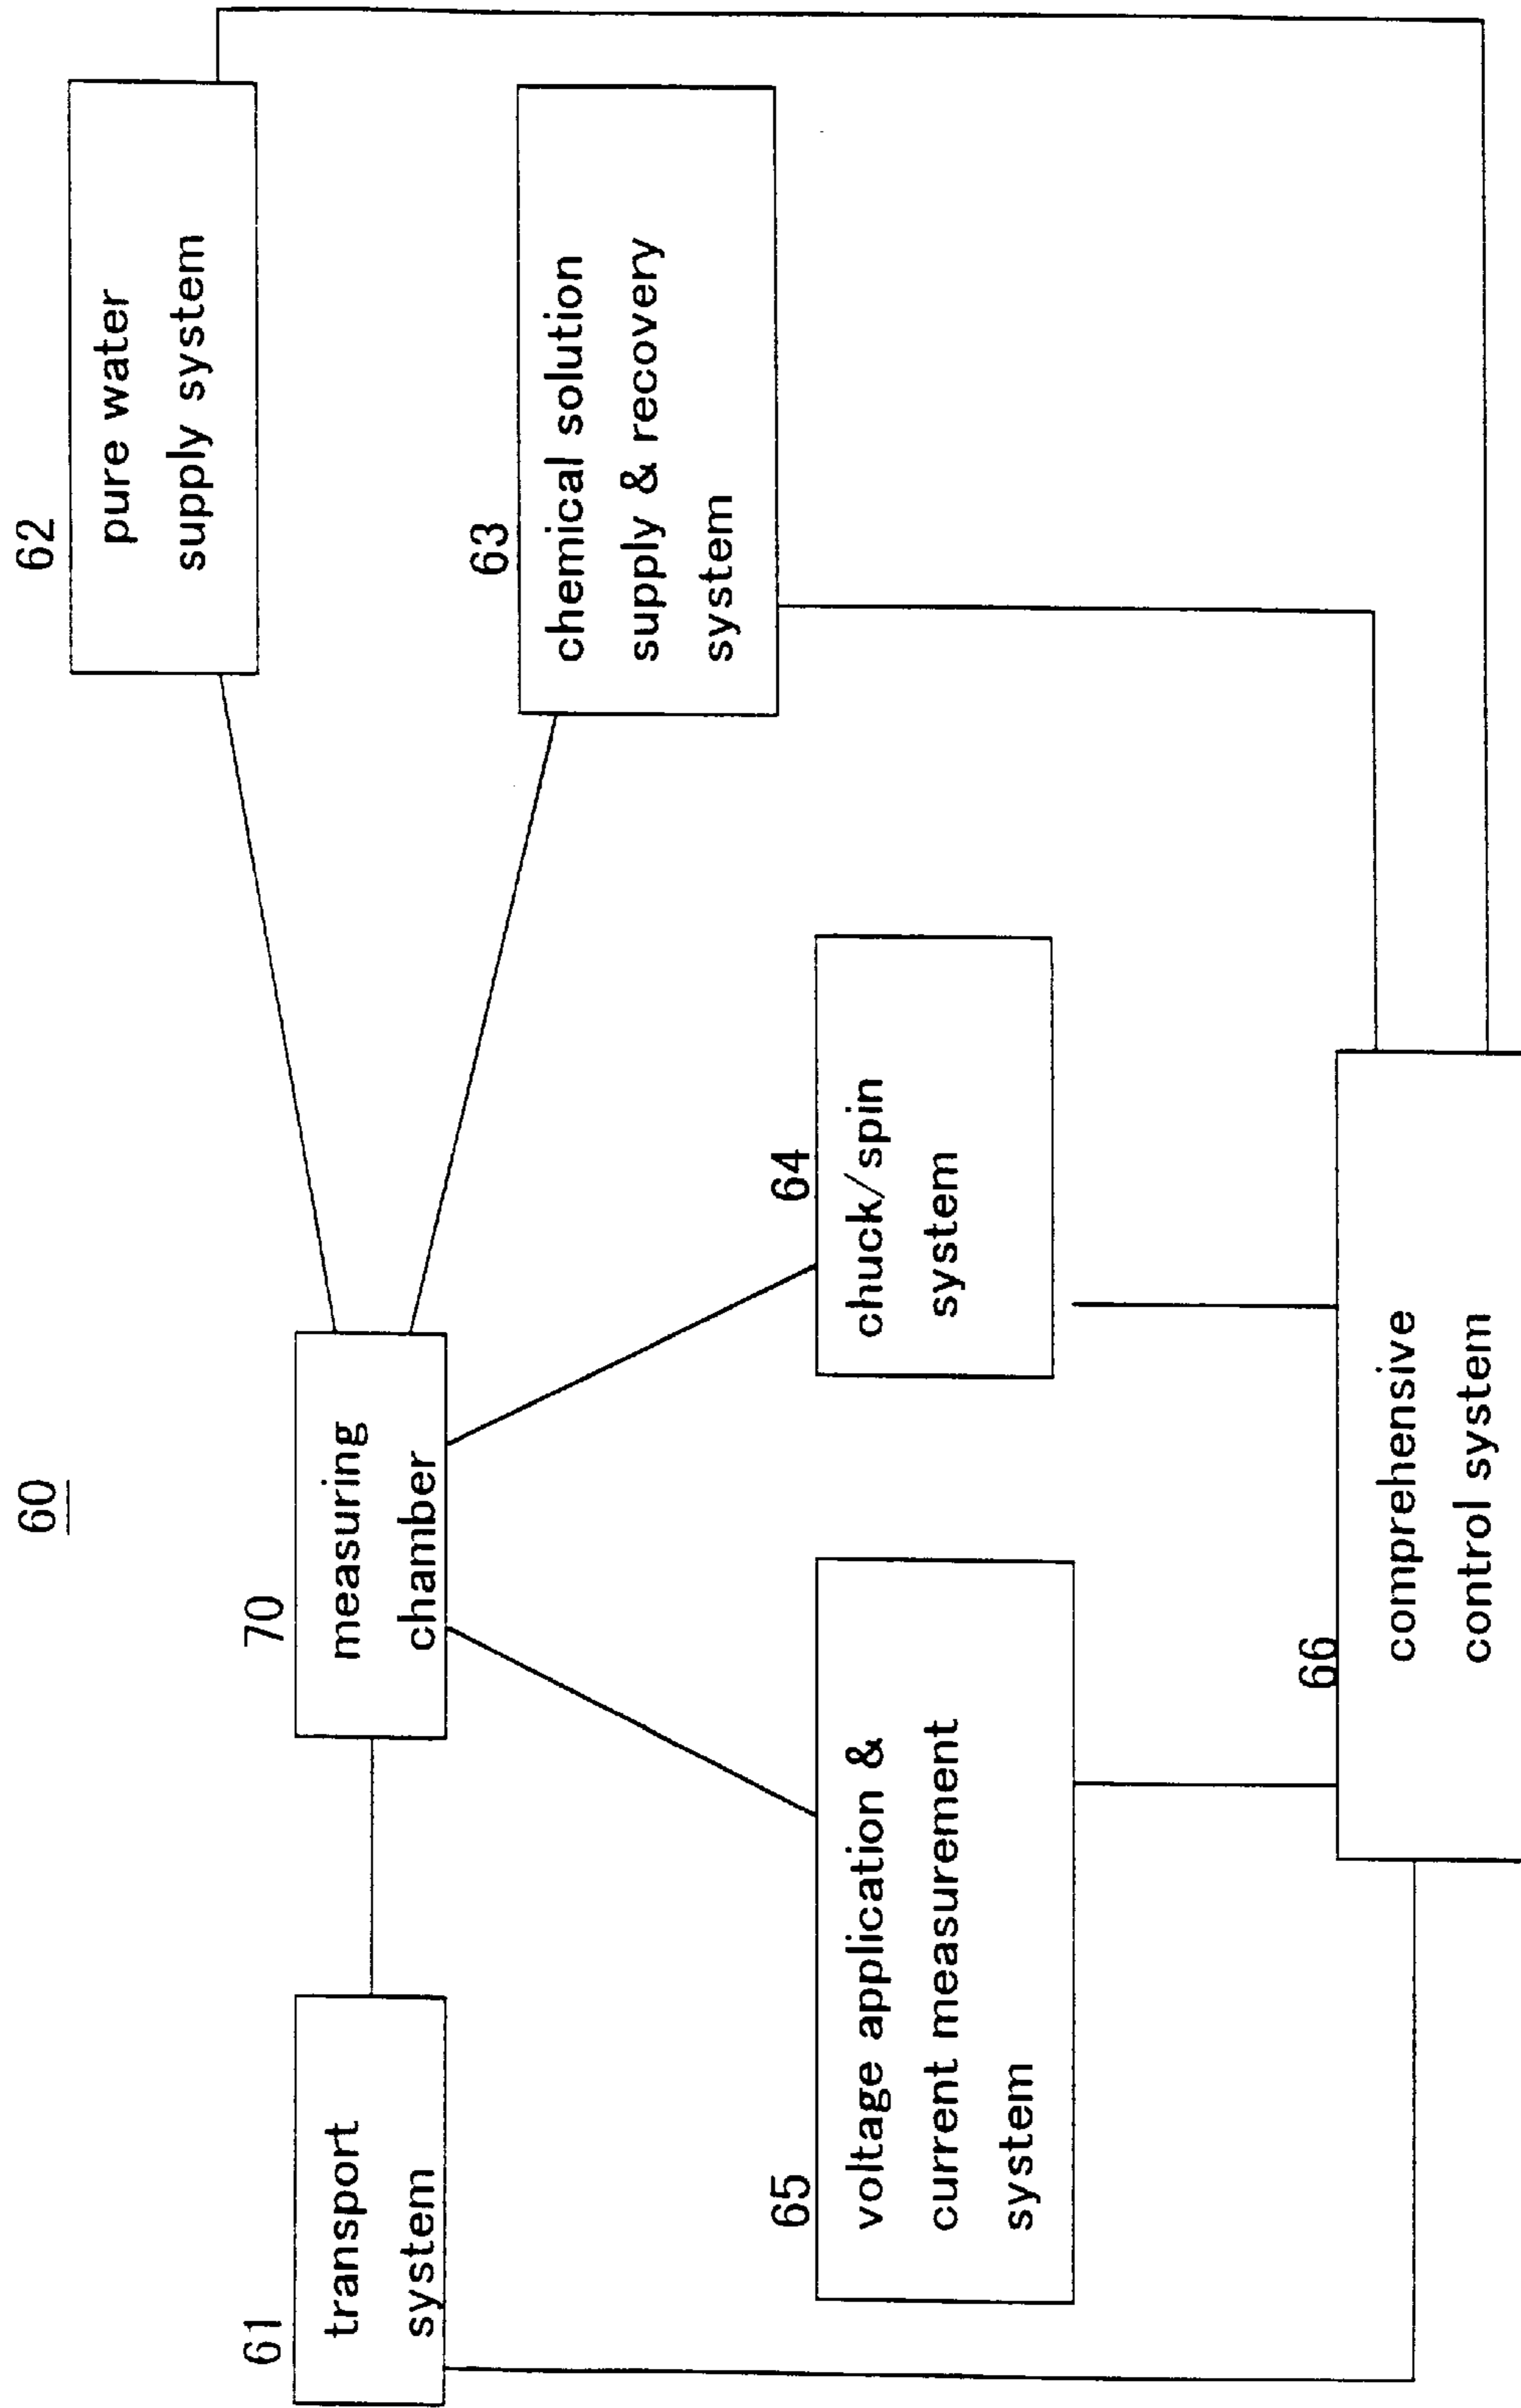 60
62
pure water
supply system
70
measuring
chamber
61
transport
system
63
chemical solution
supply & recovery
system
64
chuck/spin
system
65
voltage application &
current measurement
system
66
comprehensive
control system